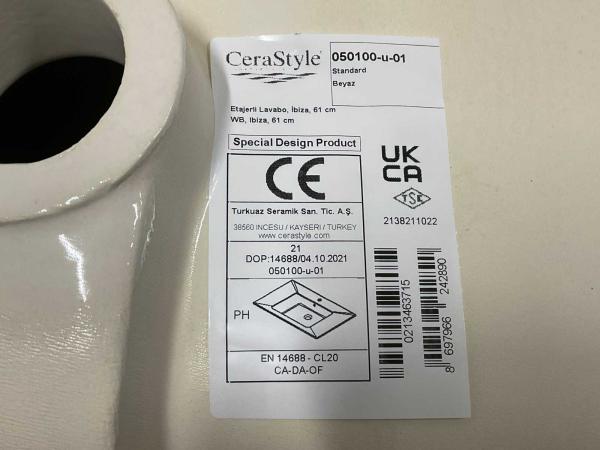 CeraStyle
050100-u-01
Standard
Beyaz
Etajerli Lavabo, İbiza, 61 cm
WB, Ibiza, 61 cm
Special Design Product
CE
UK
CA
TSE
2138211022
Turkuaz Seramik San. Tic. A.Ş.
38560 INCESU / KAYSERI / TURKEY
www.cerastyle.com
21
DOP:14688/04.10.2021
050100-u-01
PH
EN 14688 - CL20
CA-DA-OF
0213463715
8 697966 242890